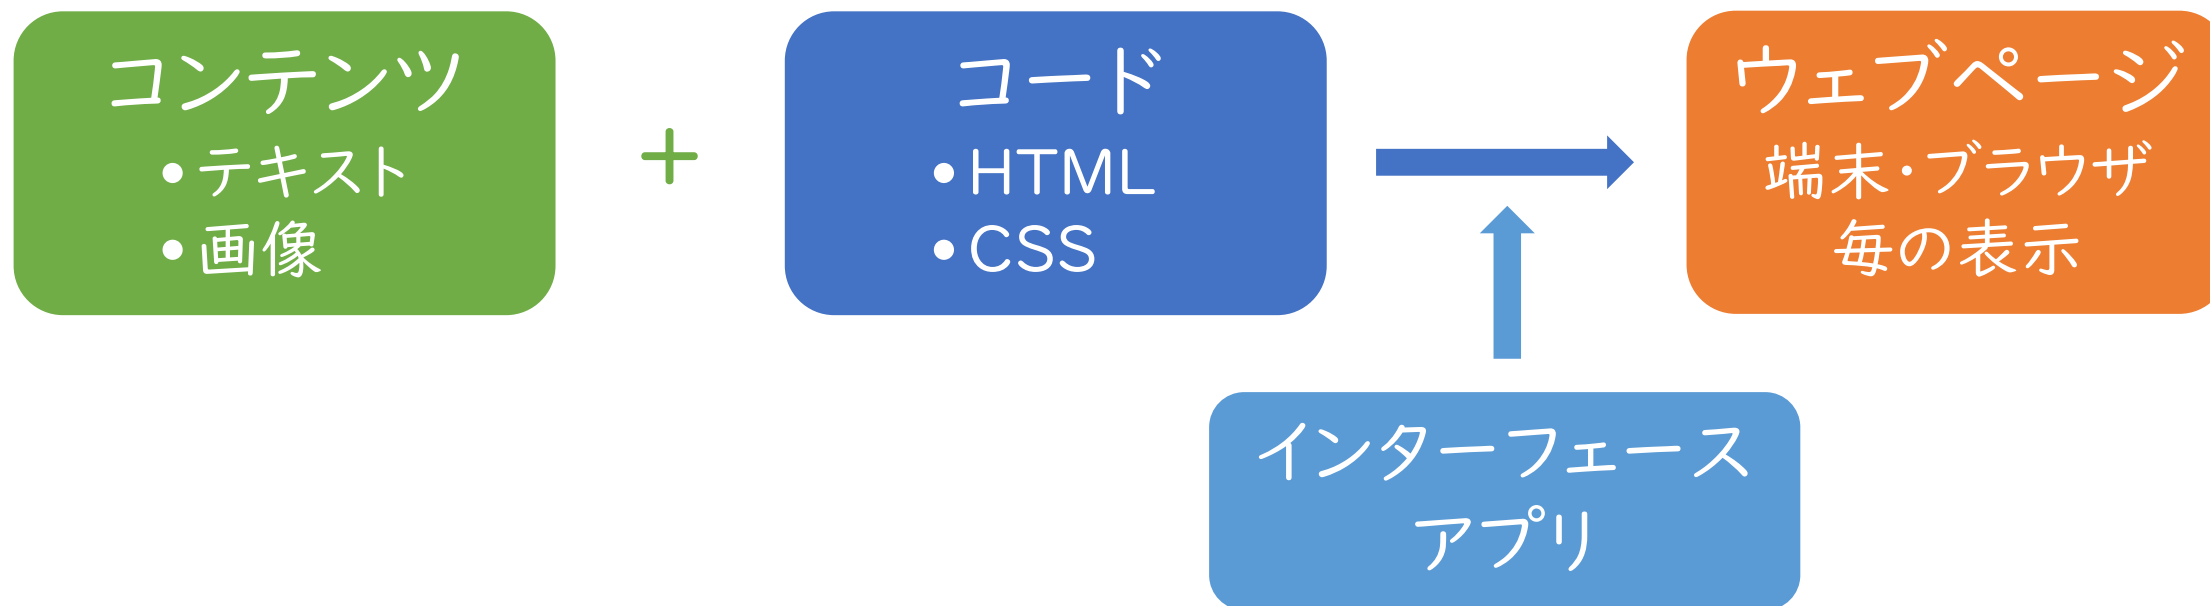 コンテンツ
•テキスト
•画像
+
コード
•HTML
•CSS
ウェブページ
端末・ブラウザ
毎の表示
インターフェース
アプリ